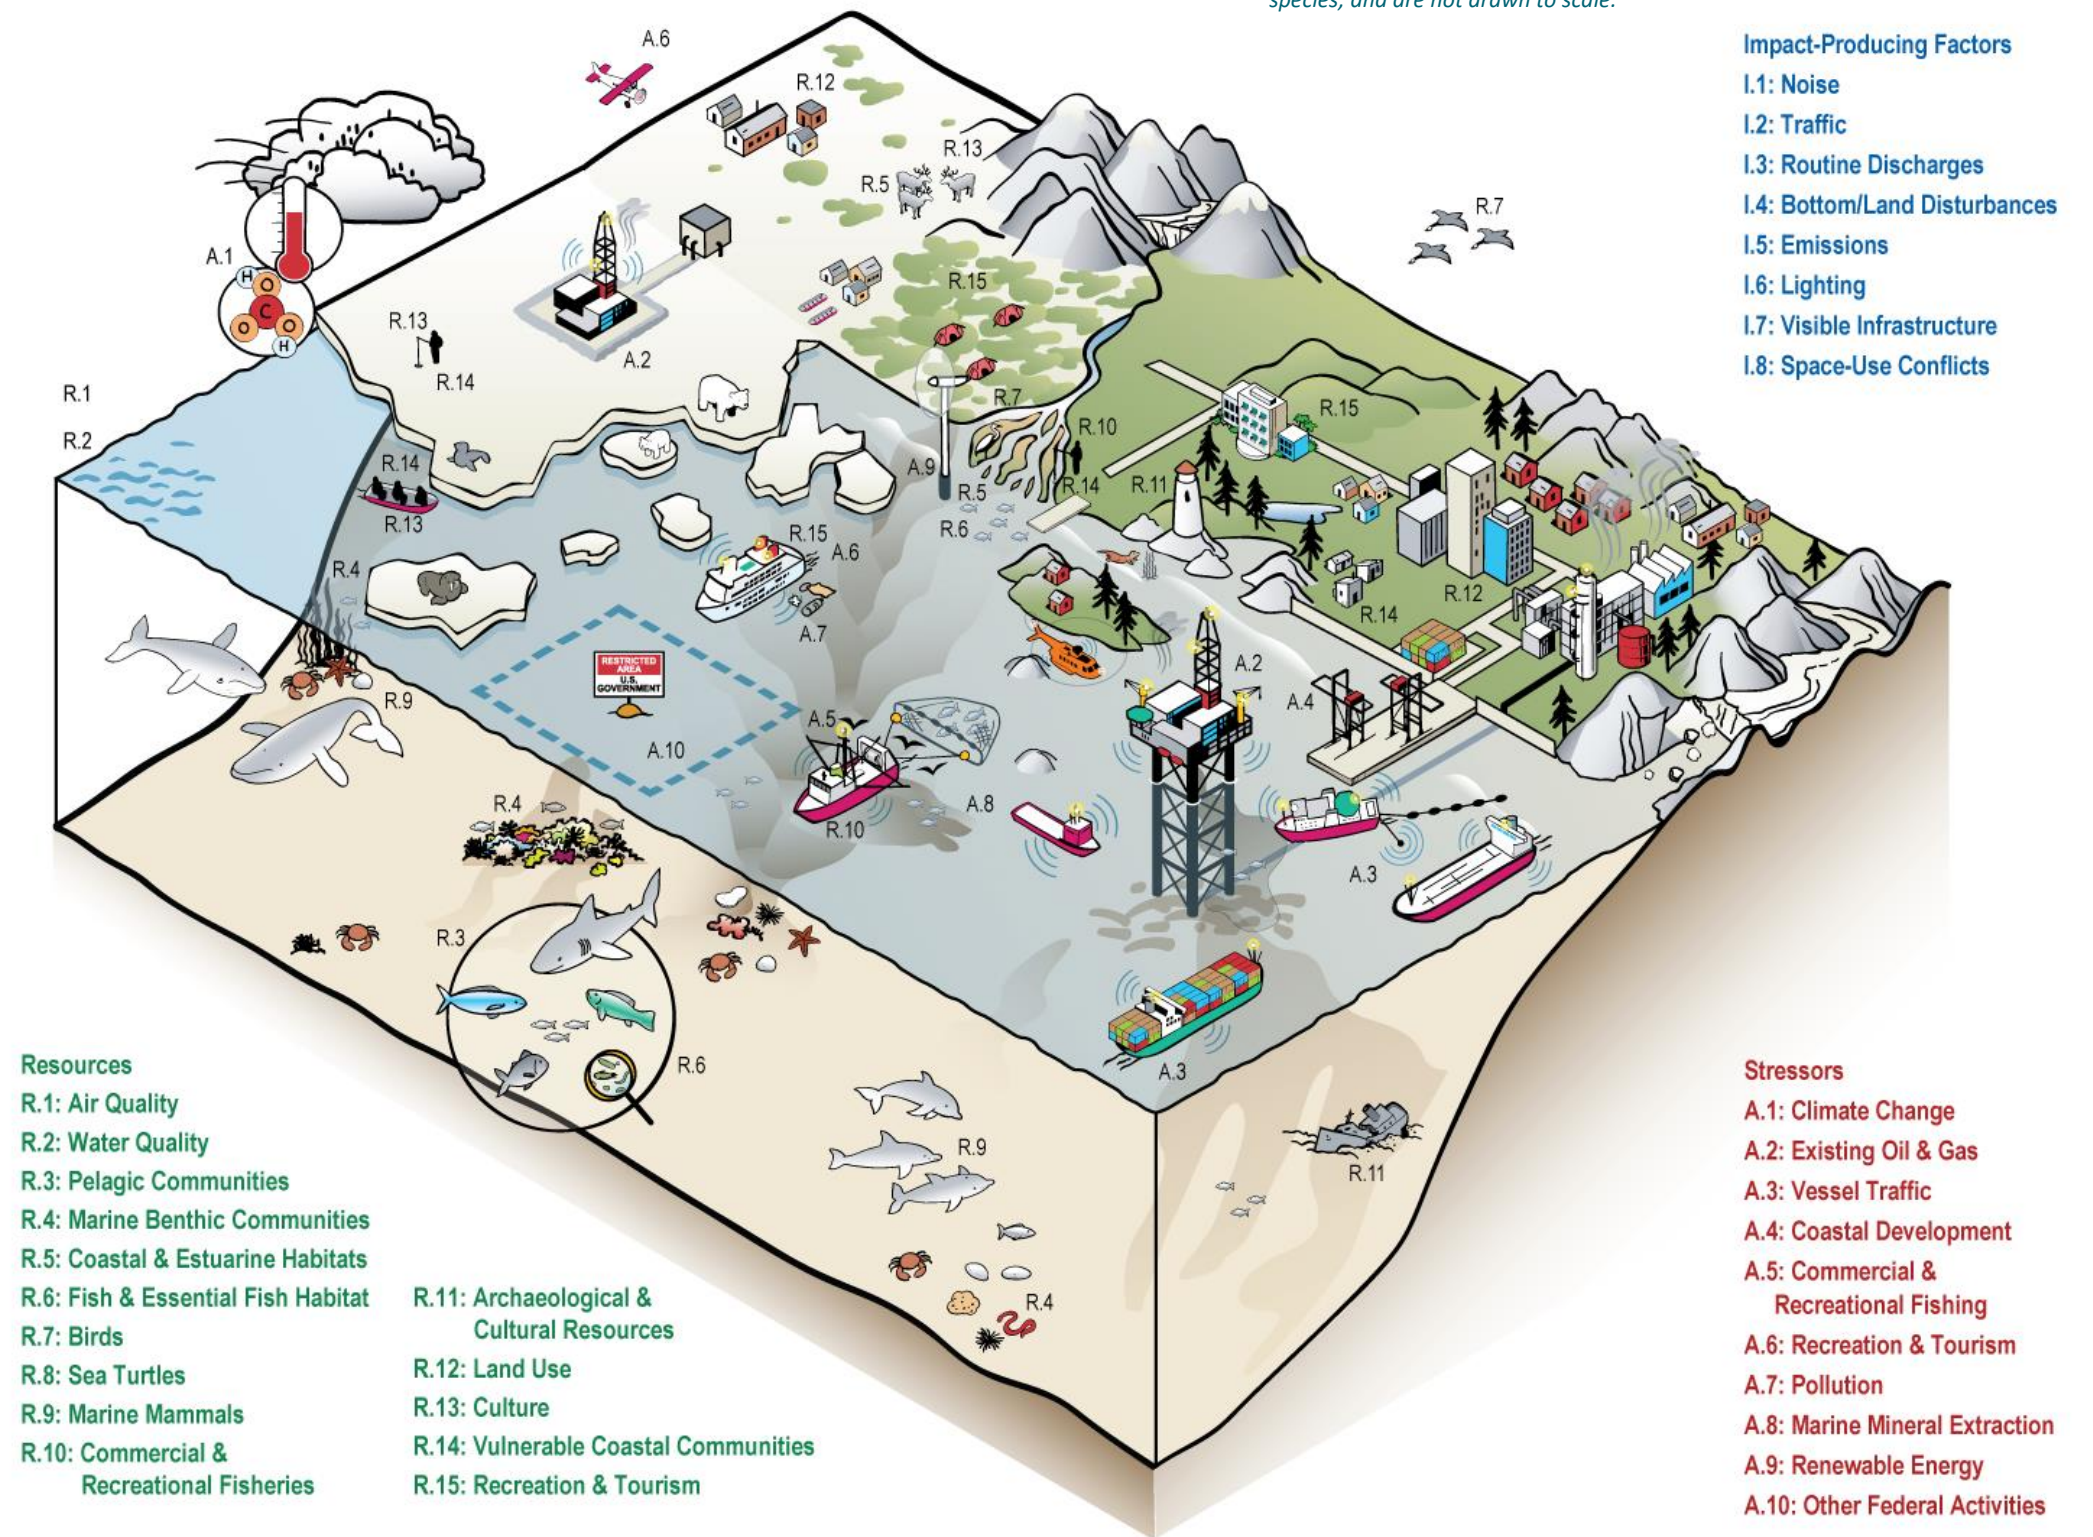 species, and are not drawn to scale.
Impact-Producing Factors
I.1: Noise
I.2: Traffic
I.3: Routine Discharges
I.4: Bottom/Land Disturbances
I.5: Emissions
I.6: Lighting
I.7: Visible Infrastructure
I.8: Space-Use Conflicts
A.6
R.12
R.13
R.5
R.7
A.1
H
O
C
O
O
H
R.15
R.13
R.14
A.2
R.1
R.2
R.7
R.15
R.10
R.14
R.13
A.9
R.5
R.14
R.11
R.6
R.15
A.6
R.4
R.12
R.14
A.7
RESTRICTED
AREA
U.S.
GOVERNMENT
A.2
R.9
A.4
A.5
A.10
R.4
A.8
R.10
A.3
R.3
R.6
A.3
R.9
R.11
R.4
Resources
R.1: Air Quality
R.2: Water Quality
R.3: Pelagic Communities
R.4: Marine Benthic Communities
R.5: Coastal & Estuarine Habitats
R.6: Fish & Essential Fish Habitat
R.7: Birds
R.8: Sea Turtles
R.9: Marine Mammals
R.10: Commercial &
Recreational Fisheries
R.11: Archaeological &
Cultural Resources
R.12: Land Use
R.13: Culture
R.14: Vulnerable Coastal Communities
R.15: Recreation & Tourism
Stressors
A.1: Climate Change
A.2: Existing Oil & Gas
A.3: Vessel Traffic
A.4: Coastal Development
A.5: Commercial &
Recreational Fishing
A.6: Recreation & Tourism
A.7: Pollution
A.8: Marine Mineral Extraction
A.9: Renewable Energy
A.10: Other Federal Activities